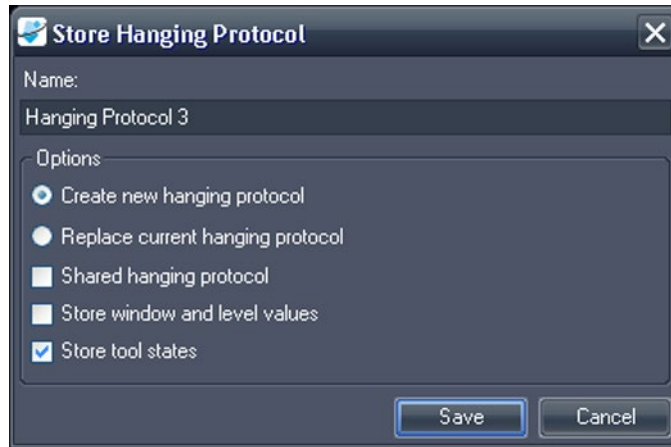 Store Hanging Protocol
Name:
Hanging Protocol 3
Options
Create new hanging protocol
Replace current hanging protocol
Shared hanging protocol
Store window and level values
Store tool states
Save Cancel